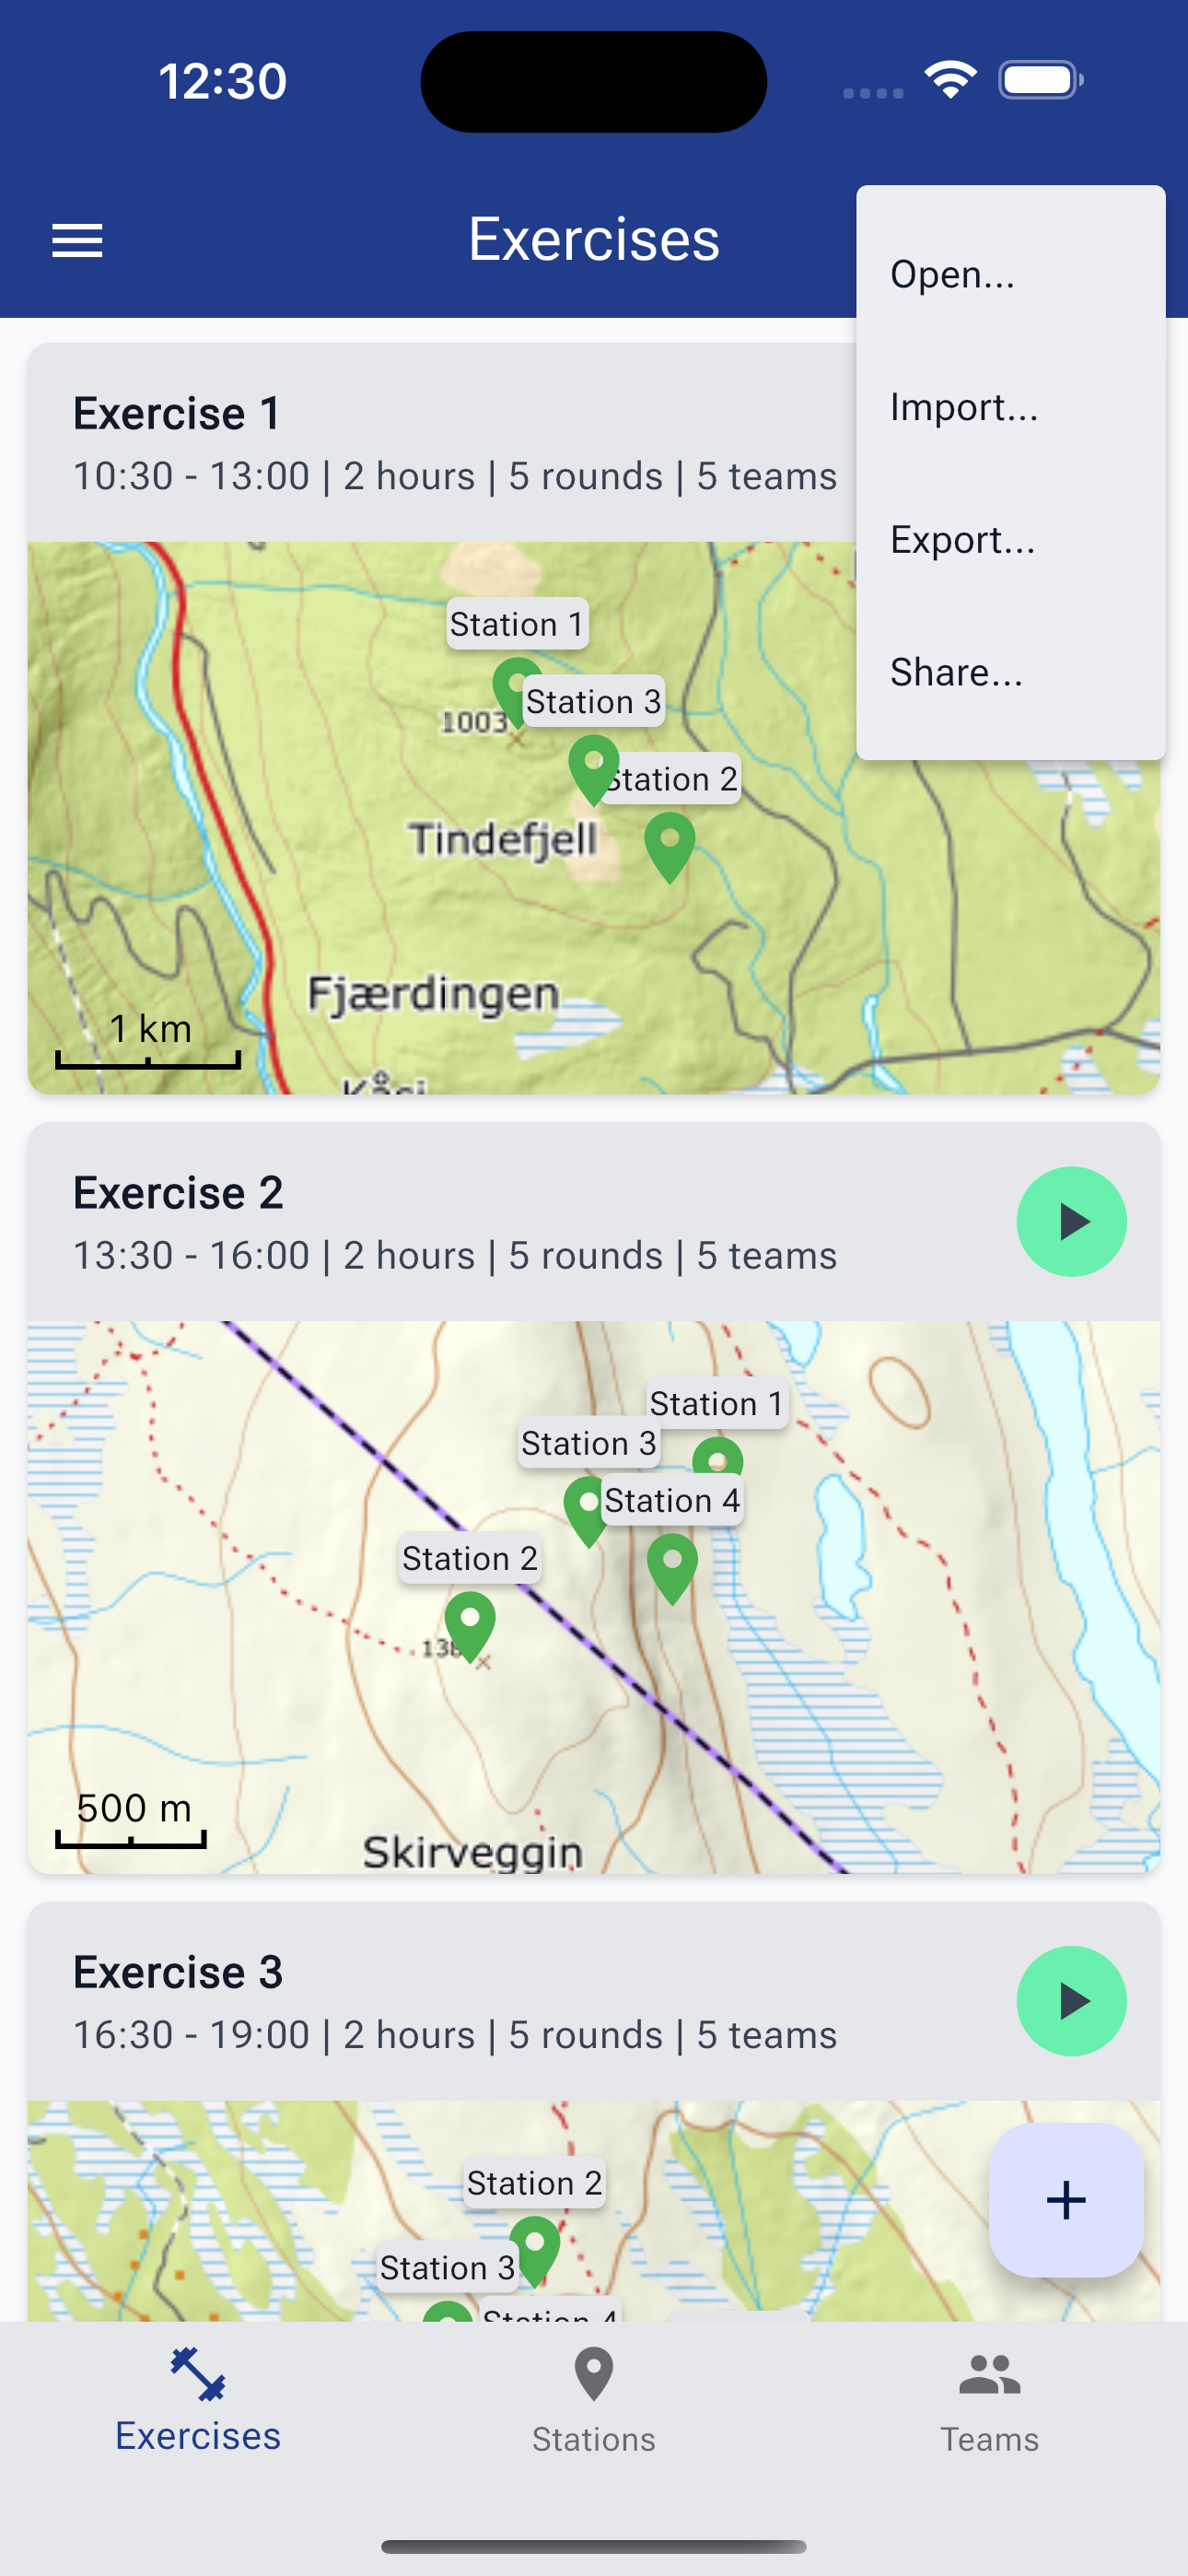 12:30
Exercises
Open...
Import...
Export...
Share...
Exercise 1
10:30 - 13:00 | 2 hours | 5 rounds | 5 teams
Station 1
Station 3
1003
Station 2
Tindefjell
Fjærdingen
1 km
Exercise 2
13:30 - 16:00 | 2 hours | 5 rounds | 5 teams
Station 1
Station 3
Station 4
Station 2
500 m
Skirveggin
Exercise 3
16:30 - 19:00 | 2 hours | 5 rounds | 5 teams
Station 2
Station 3
Station 4
Exercises
Stations
Teams